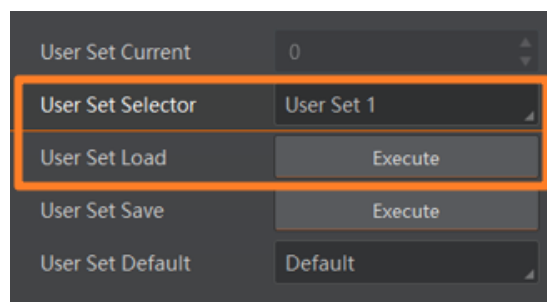 User Set Current 0
User Set Selector User Set 1
User Set Load Execute
User Set Save Execute
User Set Default Default